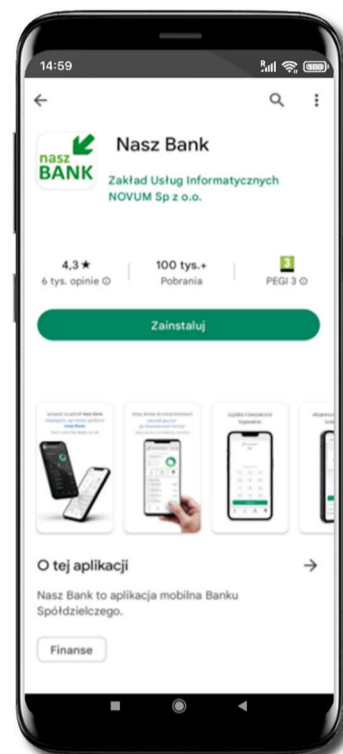 14:59
Nasz Bank
nasz
BANK
Zakład Usług Informatycznych
NOVUM Sp z o.o.
4,3★
100 tys.+
3
6 tys. opinie
Pobrania
PEGI 3
Zainstaluj
O tej aplikacji
Nasz Bank to aplikacja mobilna Banku
Spółdzielczego.
Finanse